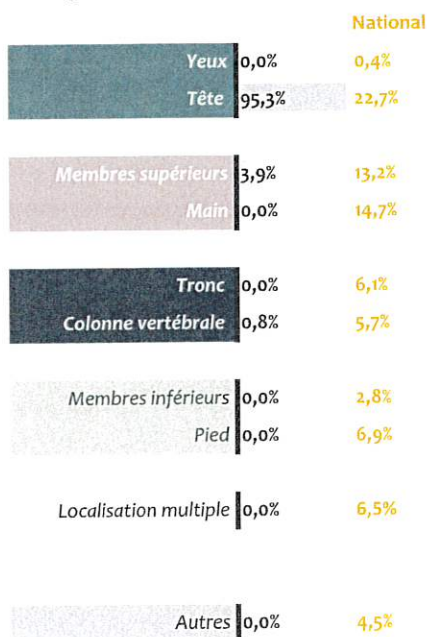 National
Yeux 0,0% 0,4%
Tête 95,3% 22,7%
Membres supérieurs 3,9% 13,2%
Main 0,0% 14,7%
Tronc 0,0% 6,1%
Colonne vertébrale 0,8% 5,7%
Membres inférieurs 0,0% 2,8%
Pied 0,0% 6,9%
Localisation multiple 0,0% 6,5%
Autres 0,0% 4,5%